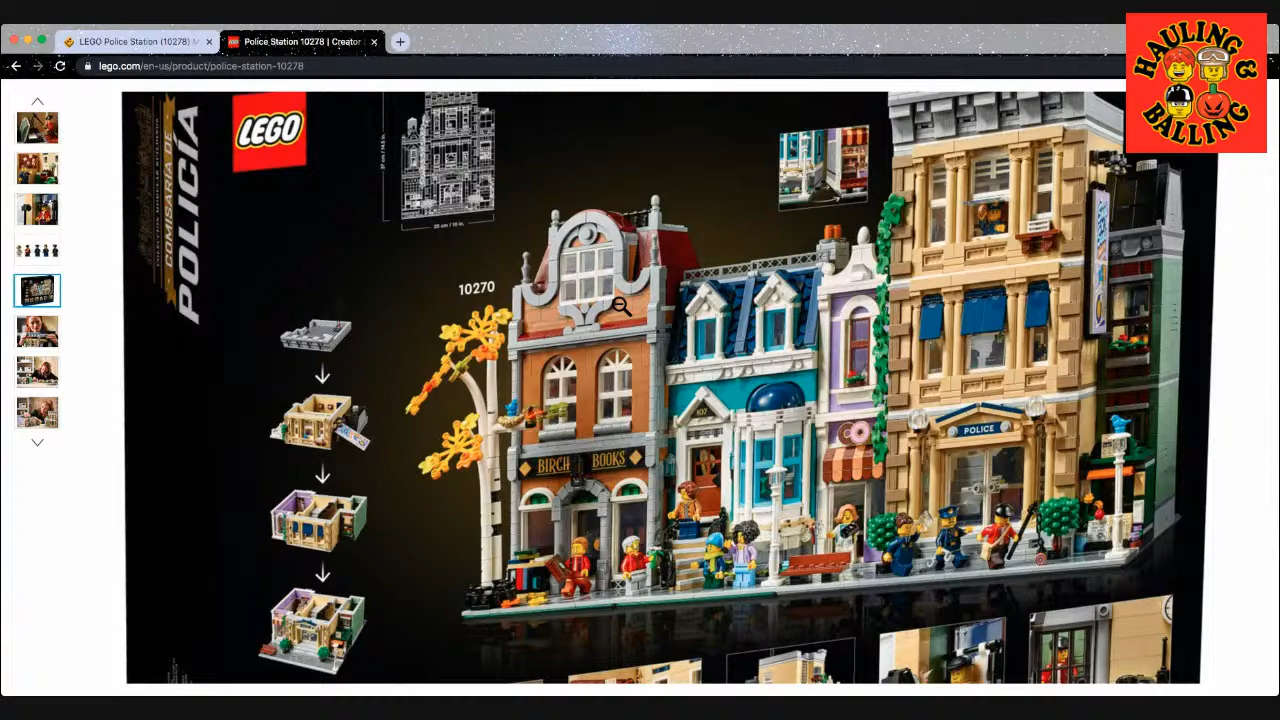 LEGO Police Station (10278) M
Police Station 10278 | Creator
lego.com/en-us/product/police-station-10278
HAULING &
BALLING
COMISARÍA DE
POLICÍA
LEGO
10270
107
BIRCH BOOKS
POLICE